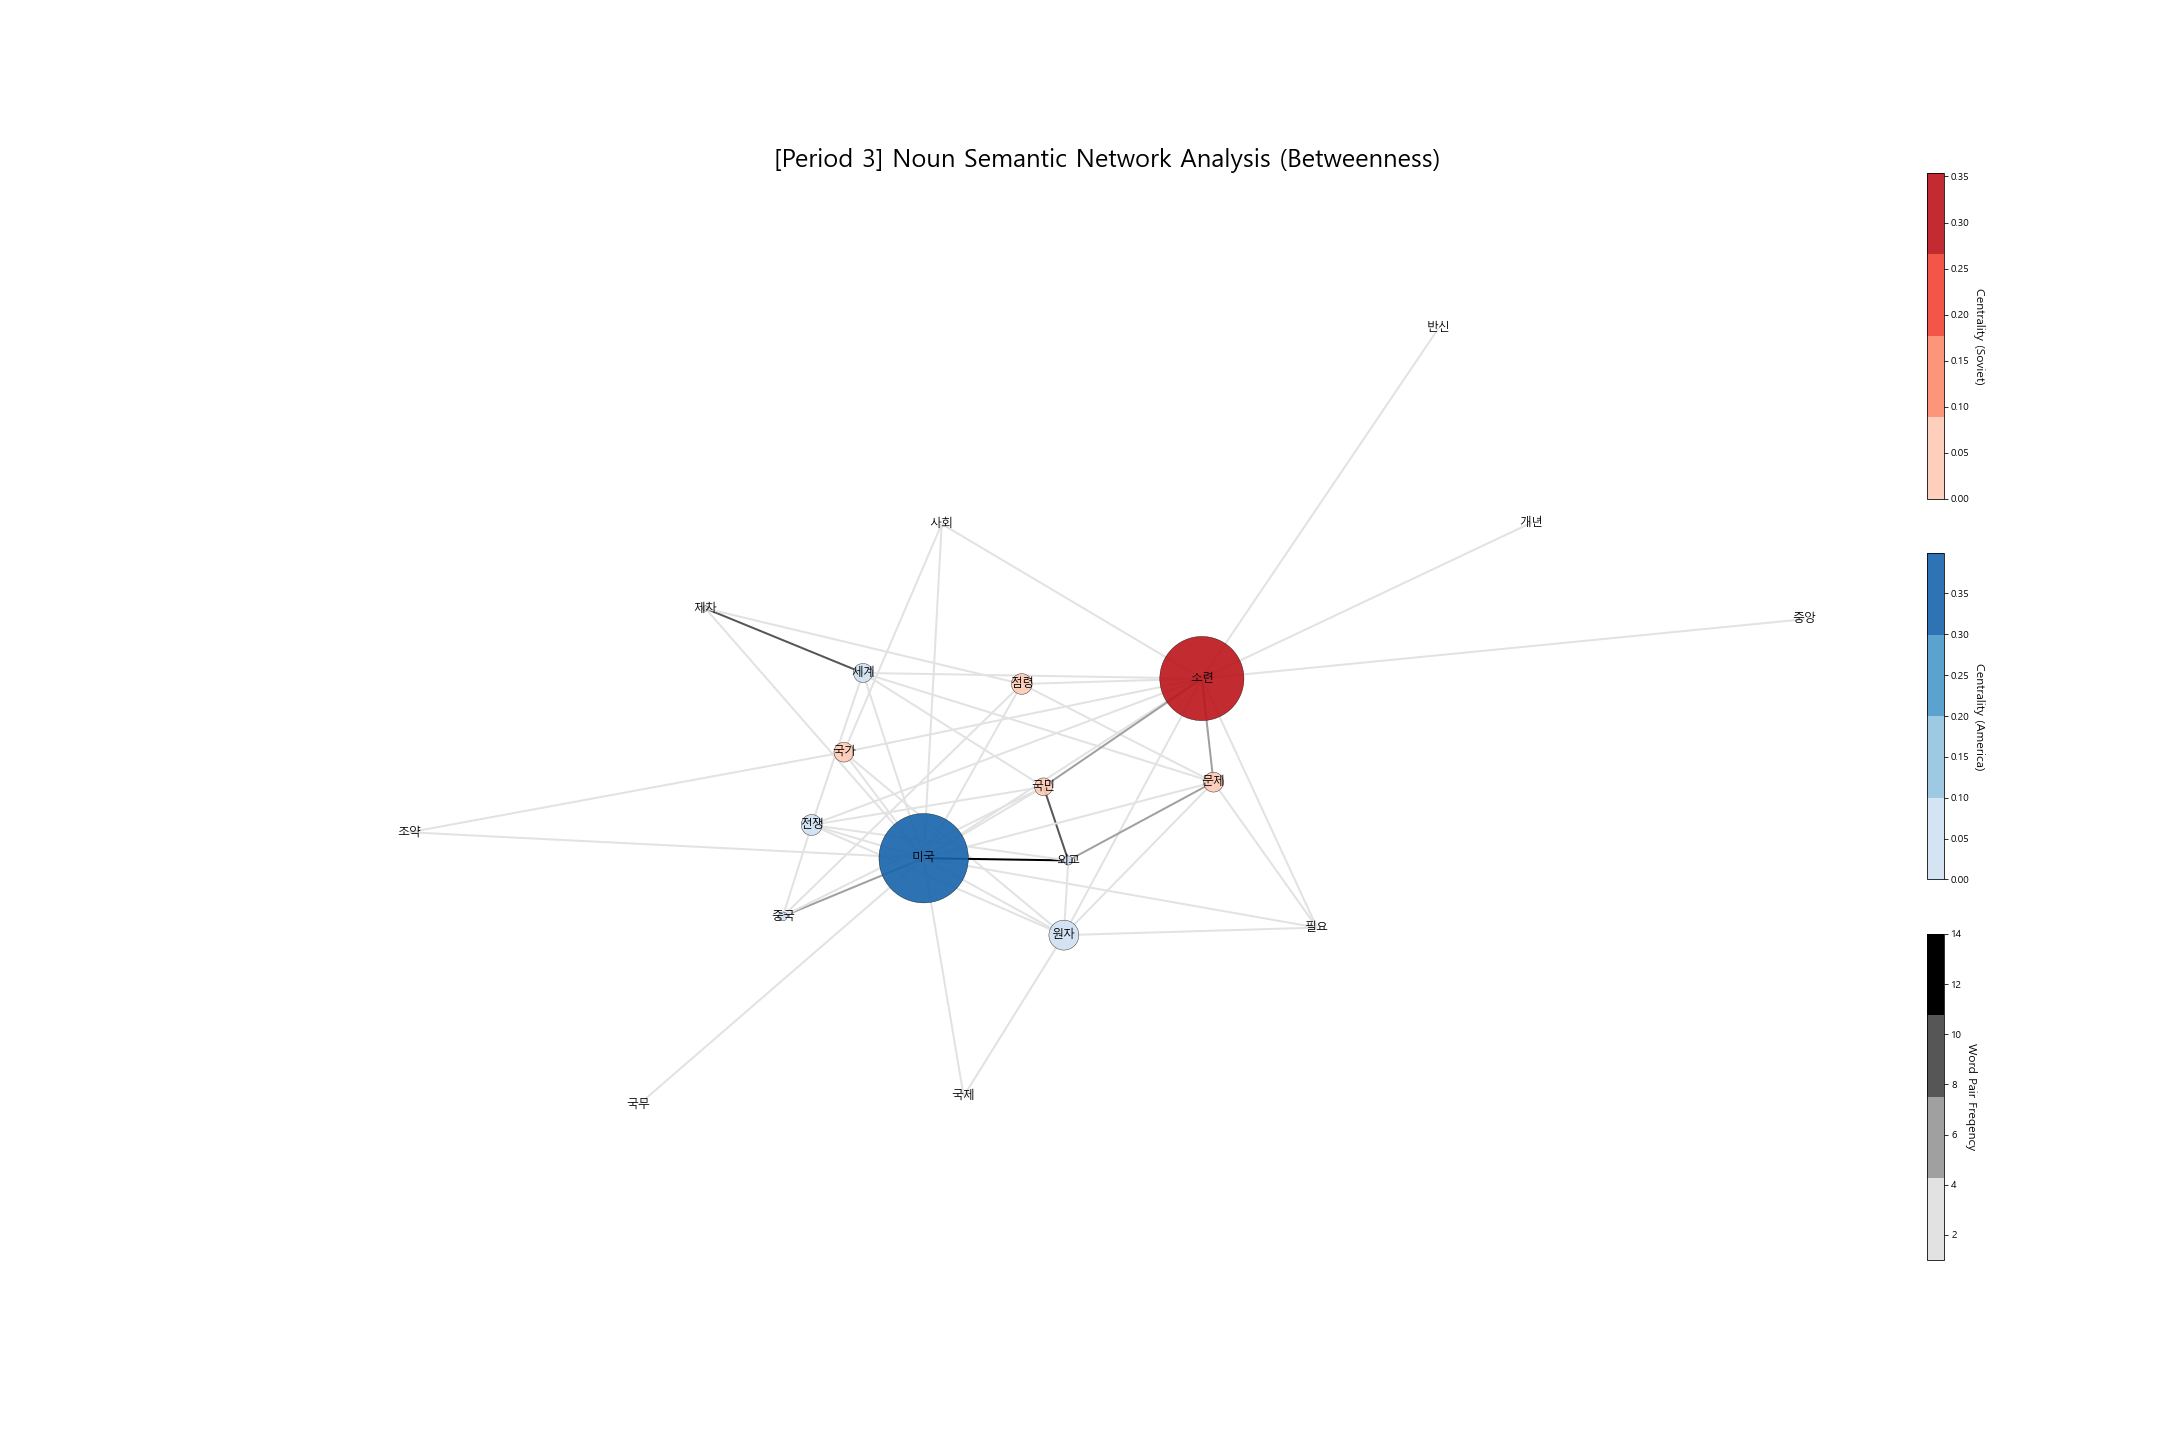 [Period 3] Noun Semantic Network Analysis (Betweenness)
0.35
0.30
0.25
0.20
0.15
0.10
0.05
0.00
Centrality (Soviet)
반신
개년
사회
중앙
제차
세계
점령
소련
국가
국민
문제
조약
전쟁
미국
외교
중국
원자
필요
국제
국무
0.35
0.30
0.25
0.20
0.15
0.10
0.05
0.00
Centrality (America)
14
12
10
8
6
4
2
Word Pair Freqency